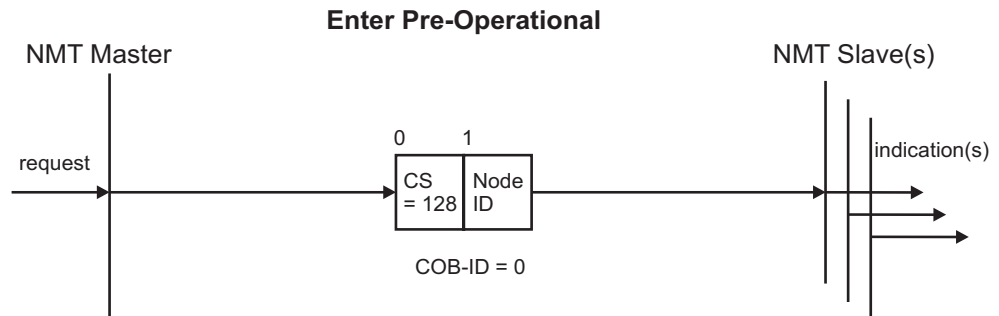 Enter Pre-Operational
NMT Master
NMT Slave(s)
0 1
request
indication(s)
CS
= 128
Node
ID
COB-ID = 0